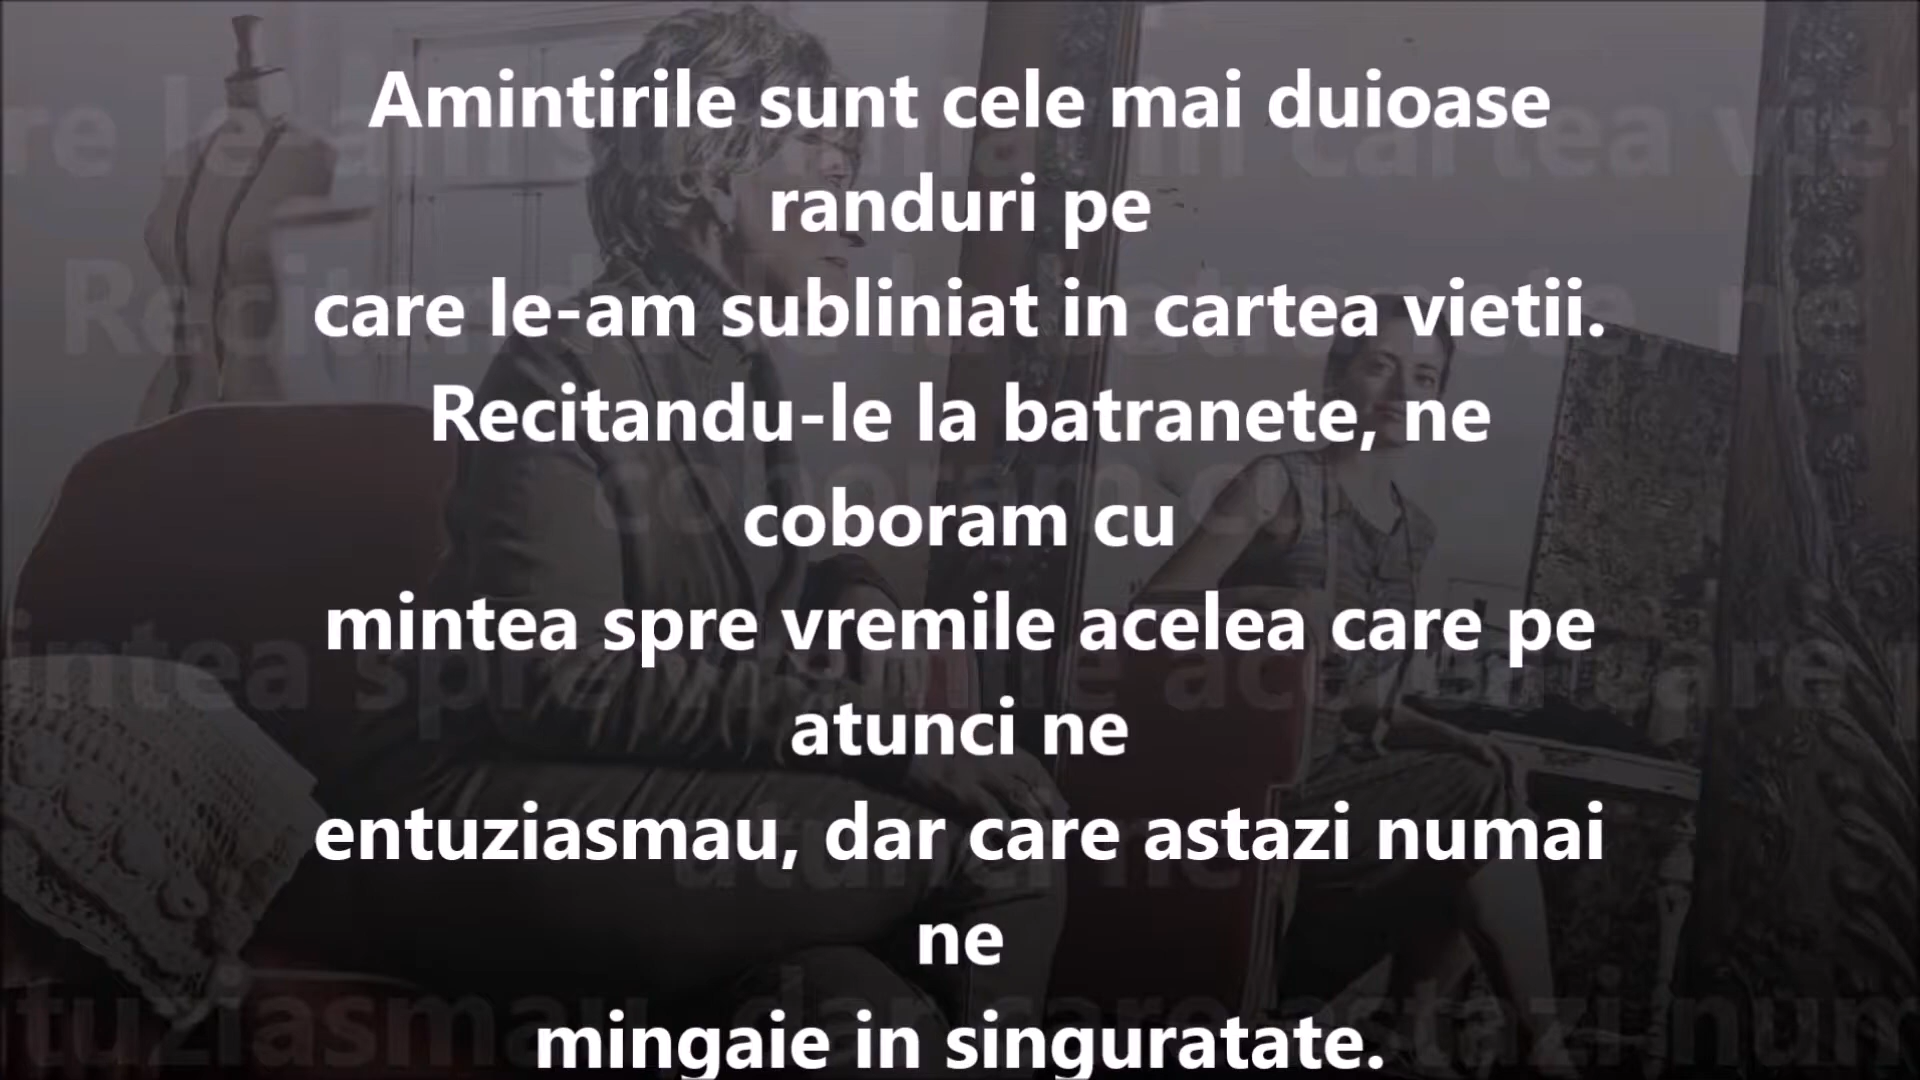 Amintirile sunt cele mai duioase
randuri pe
care le-am subliniat in cartea vietii.
Recitandu-le la batranete, ne
coboram cu
mintea spre vremile acelea care pe
atunci ne
entuziasmau, dar care astazi numai
ne
mingaie in singuratate.